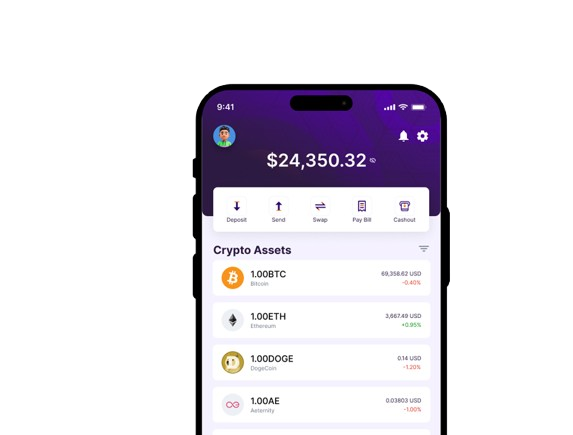 9:41
$24,350.32
Deposit Send Swap Pay Bill Cashout
Crypto Assets
1.00BTC 69,358.62 USD
Bitcoin -0.40%
1.00ETH 3,667.49 USD
Ethereum +0.95%
1.00DOGE 0.14 USD
DogeCoin -1.20%
1.00AE 0.03803 USD
Aeternity -1.00%